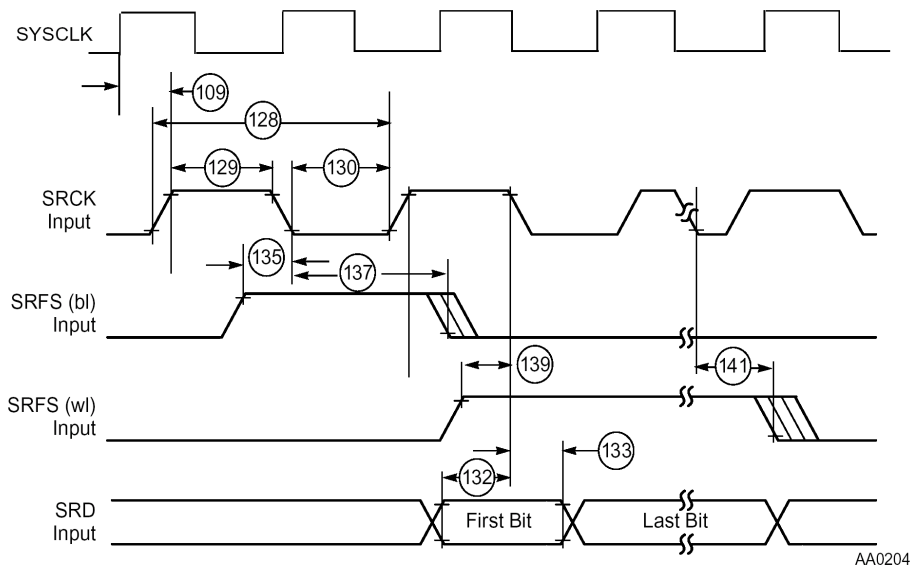 SYSCLK
109
128
129
130
SRCK
Input
135
137
SRFS (bl)
Input
139
141
SRFS (wl)
Input
133
132
SRD
Input
First Bit
Last Bit
AA0204